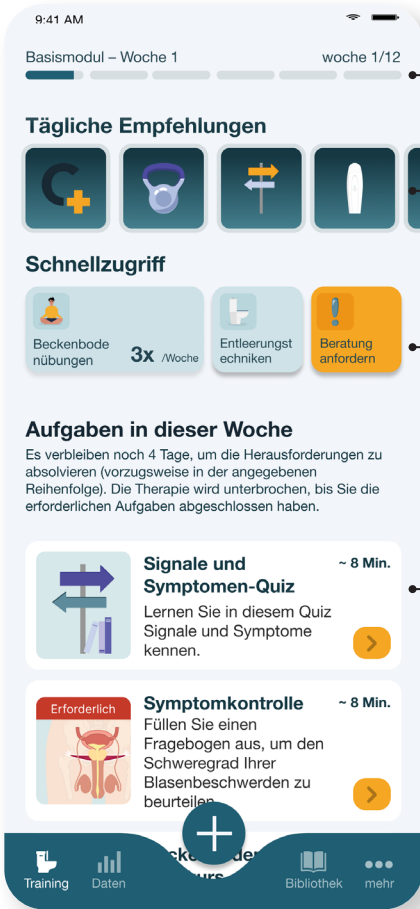 9:41 AM
Basismodul – Woche 1
woche 1/12
Tägliche Empfehlungen
Schnellzugriff
Beckenbode
nübungen
3x /Woche
Entleerungst
echniken
Beratung
anfordern
Aufgaben in dieser Woche
Es verbleiben noch 4 Tage, um die Herausforderungen zu
absolvieren (vorzugsweise in der angegebenen
Reihenfolge). Die Therapie wird unterbrochen, bis Sie die
erforderlichen Aufgaben abgeschlossen haben.
Signale und
Symptomen-Quiz
~ 8 Min.
Lernen Sie in diesem Quiz
Signale und Symptome
kennen.
Erforderlich
Symptomkontrolle
~ 8 Min.
Füllen Sie einen
Fragebogen aus, um den
Schweregrad Ihrer
Blasenbeschwerden zu
beurteilen
Training
Daten
Bibliothek
mehr